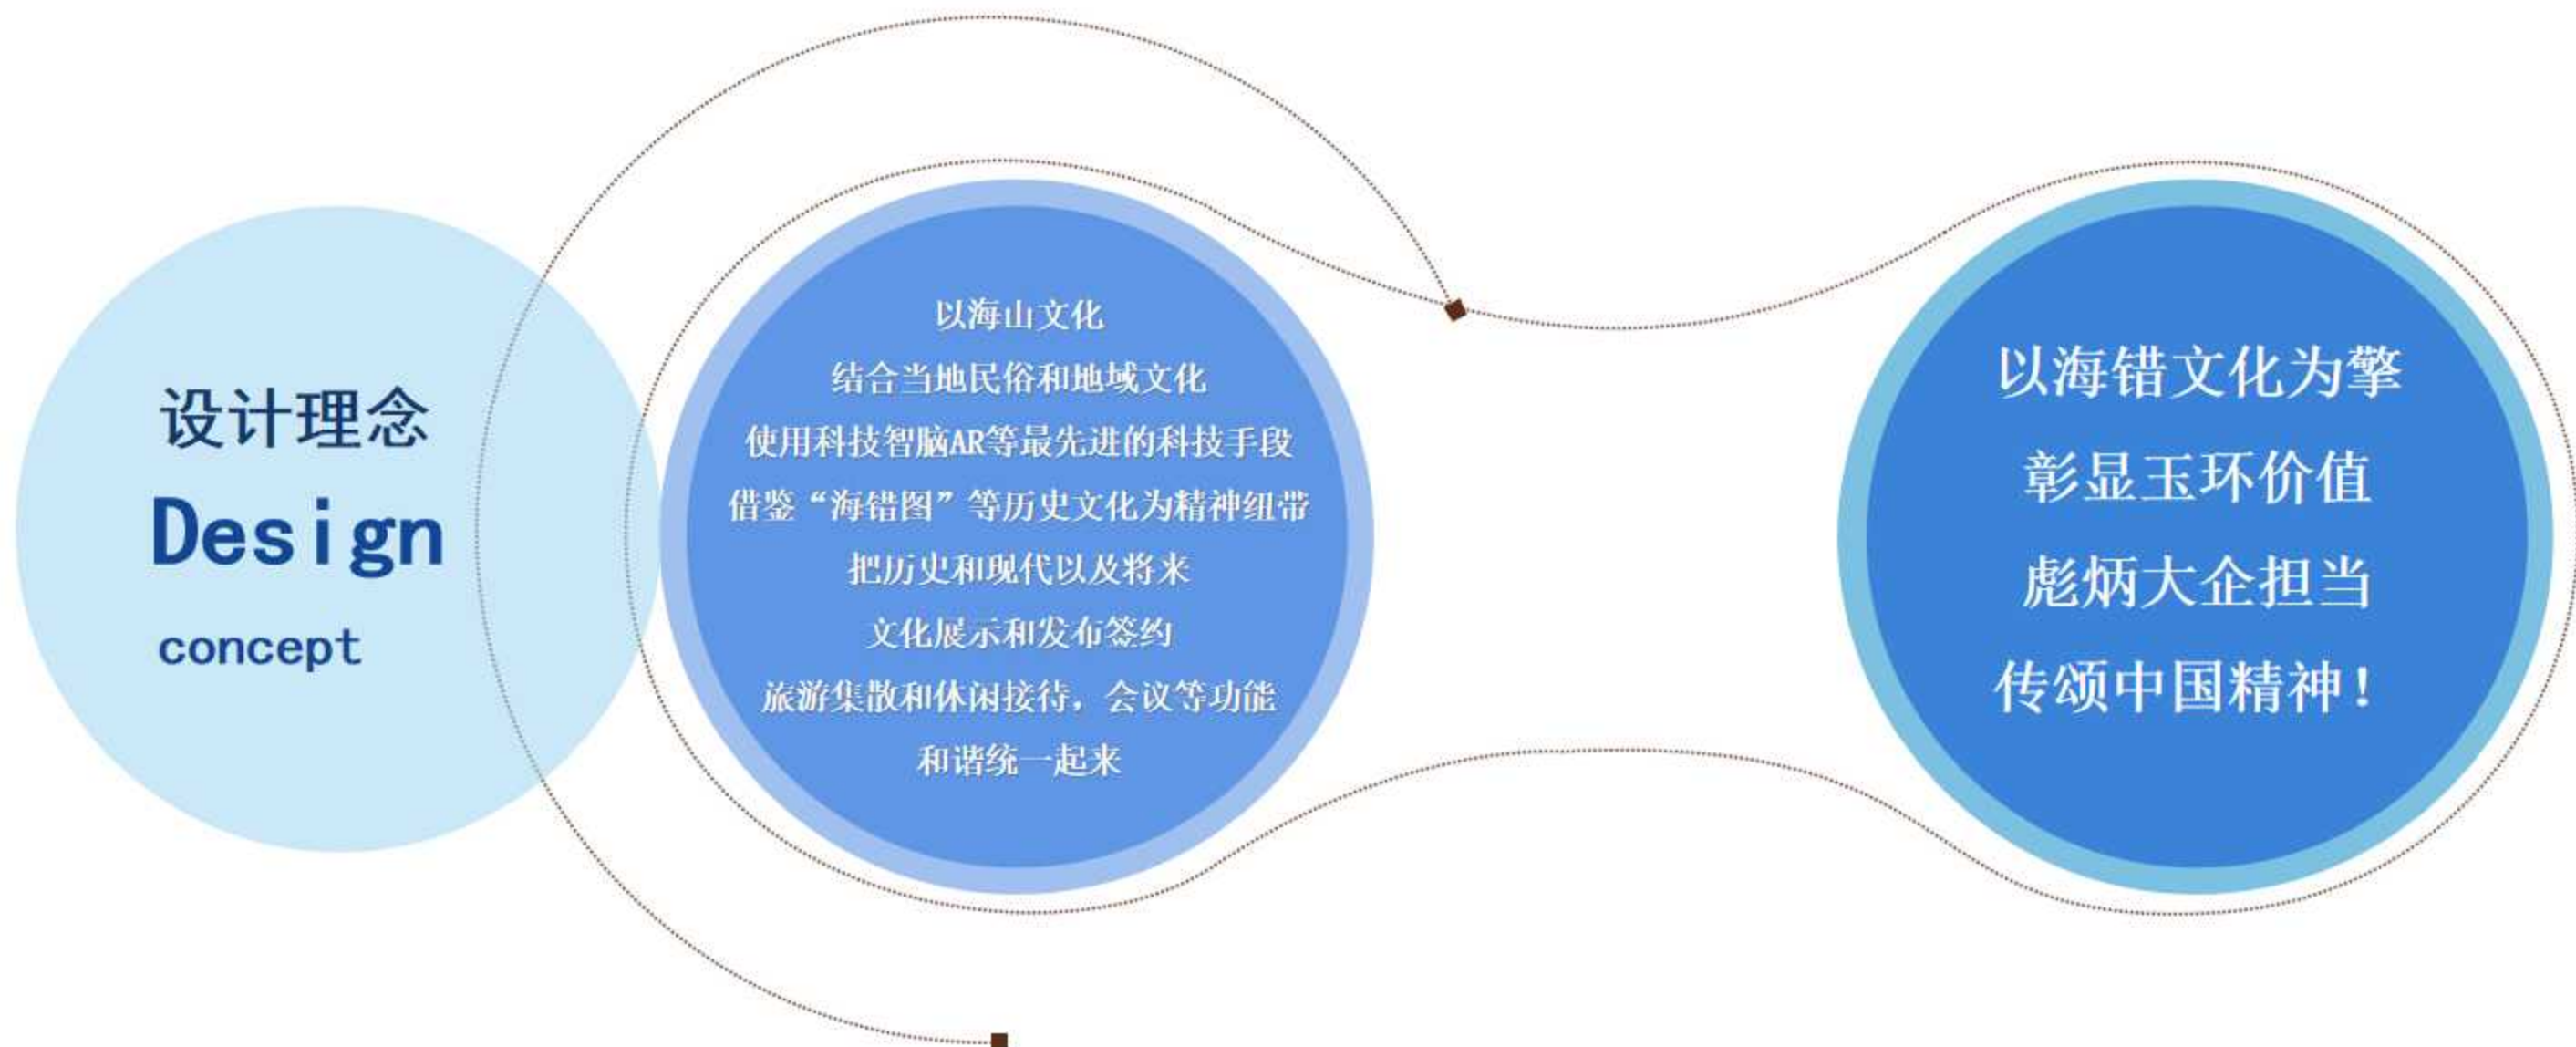 设计理念
Design
concept
以海山文化
结合当地民俗和地域文化
使用科技智脑AR等最先进的科技手段
借鉴“海错图”等历史文化为精神纽带
把历史和现代以及将来
文化展示和发布签约
旅游集散和休闲接待，会议等功能
和谐统一起来
以海错文化为擎
彰显玉环价值
彪炳大企担当
传颂中国精神！